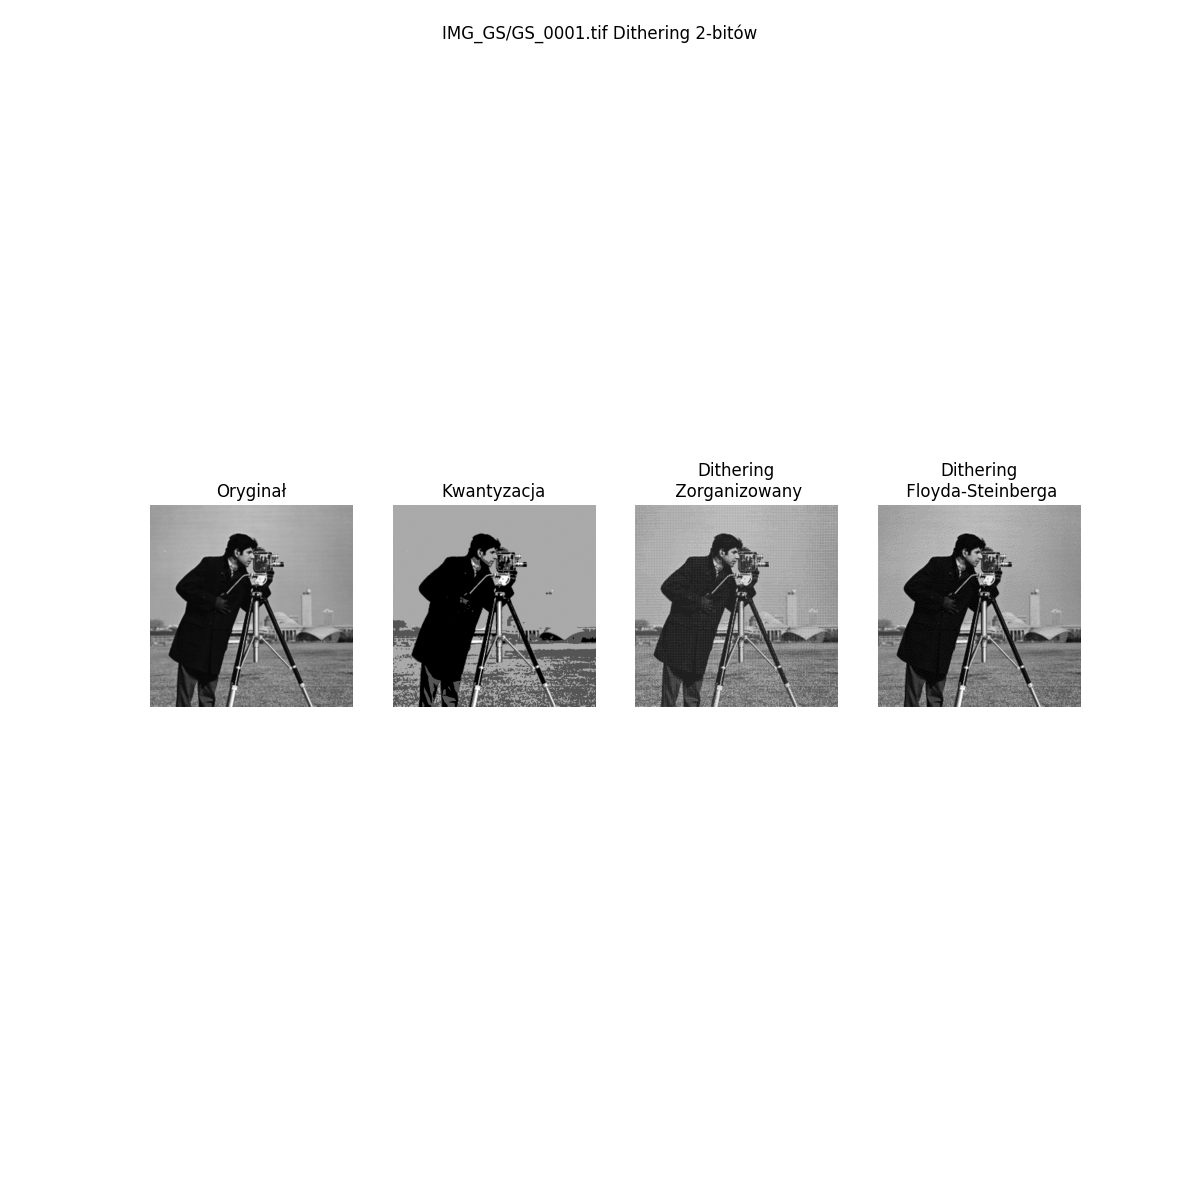 IMG_GS/GS_0001.tif Dithering 2-bitów
Oryginał
Kwantyzacja
Dithering
Zorganizowany
Dithering
Floyda-Steinberga